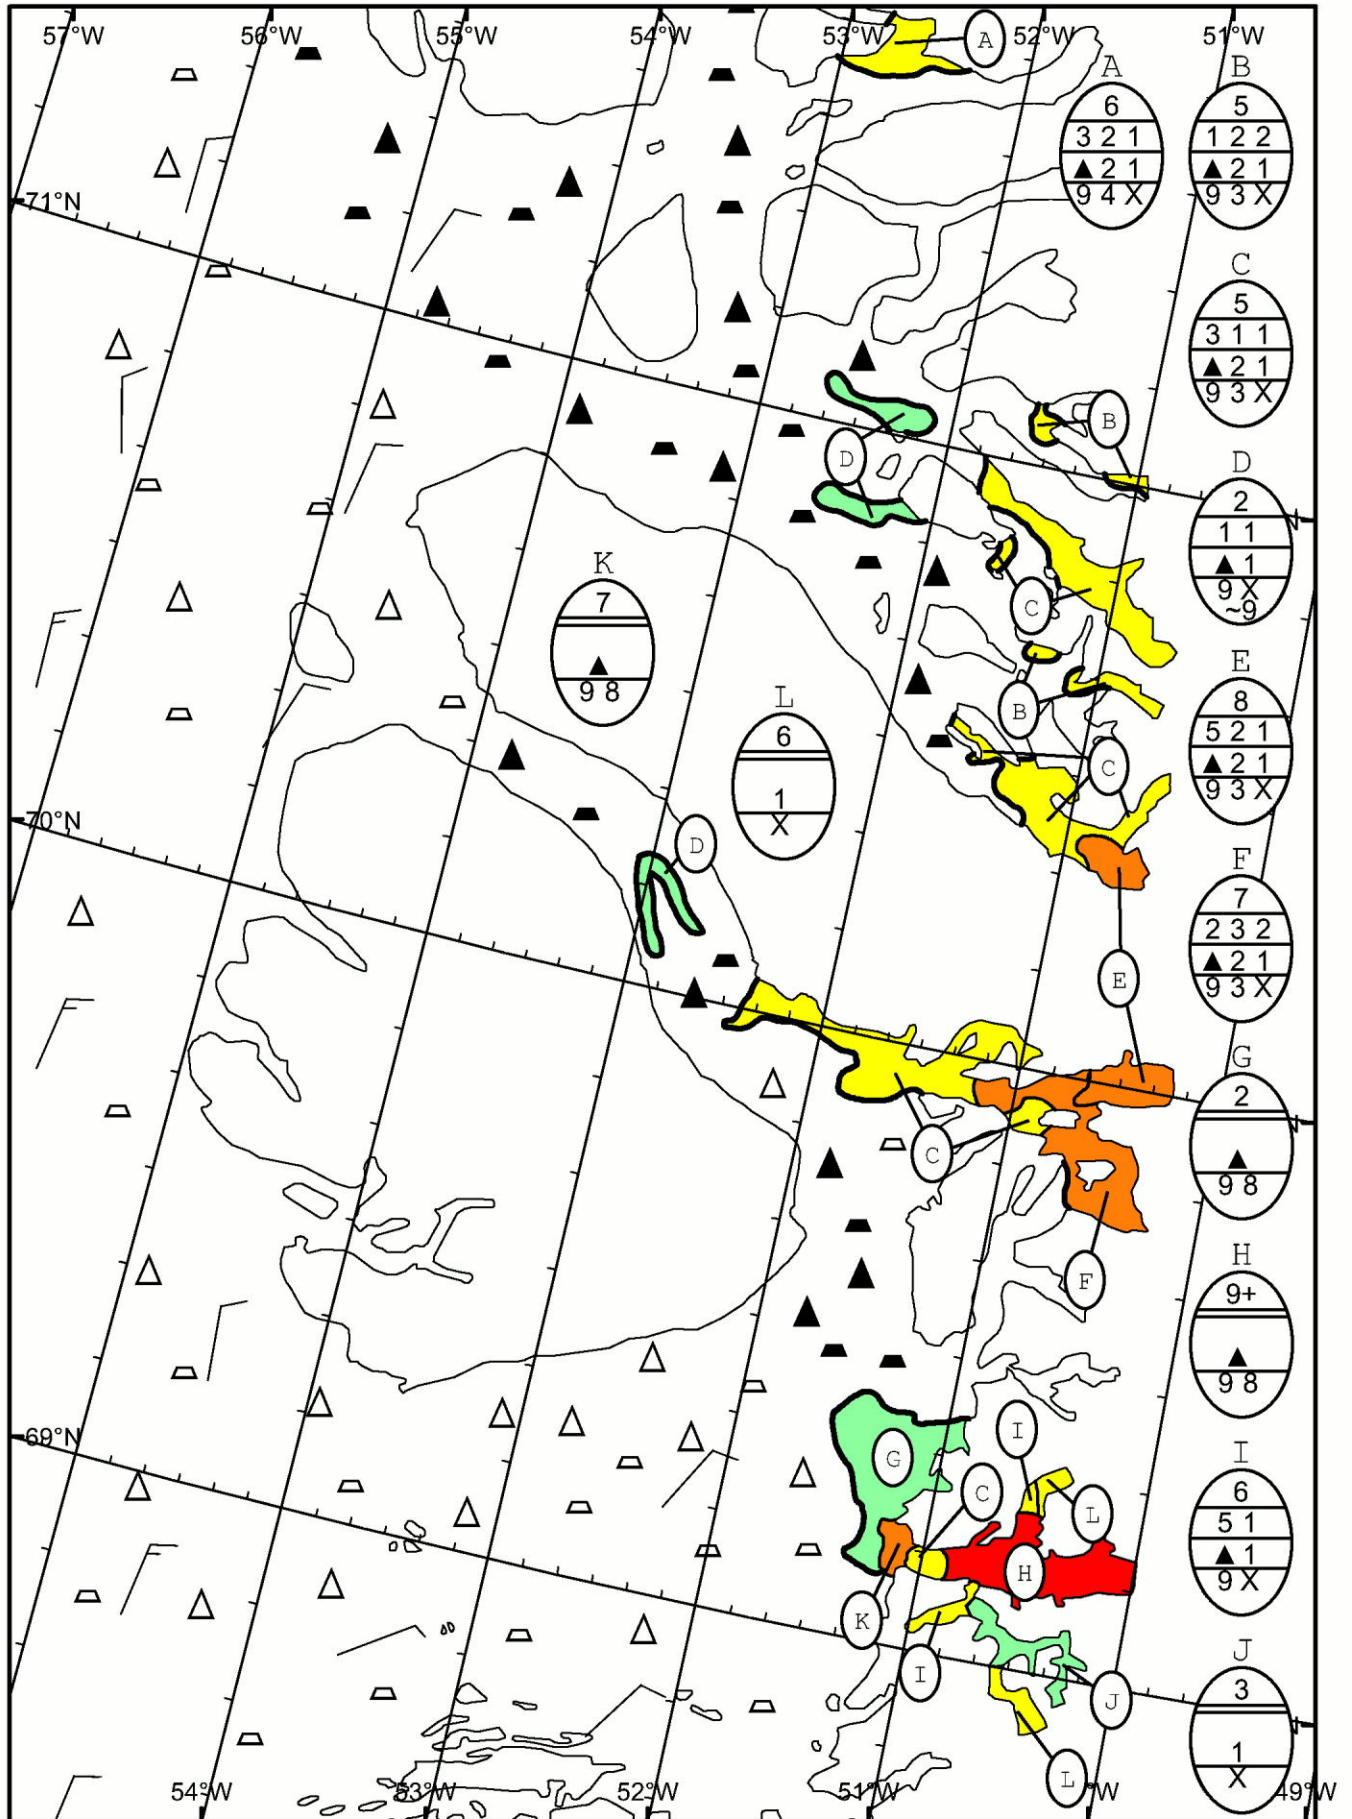 57°W 56°W 55°W 54°W 53°W 52°W 51°W
A
A B
6 5
3 2 1 1 2 2
▲ 2 1 ▲ 2 1
9 4 X 9 3 X
71°N
C
5
3 1 1
▲ 2 1
9 3 X
B
D
D
2
1 1
▲ 1
9 X
~9
K
7
▲
9 8
C
B
E
8
5 2 1
▲ 2 1
9 3 X
L
6
1
X
C
70°N
D
F
7
2 3 2
▲ 2 1
9 3 X
E
G
2
▲
9 8
C
F
H
9+
▲
9 8
69°N
I
G
C
L
I
6
5 1
▲ 1
9 X
H
K
I
J
J
3
1
X
L
54°W 53°W 52°W 51°W 49°W